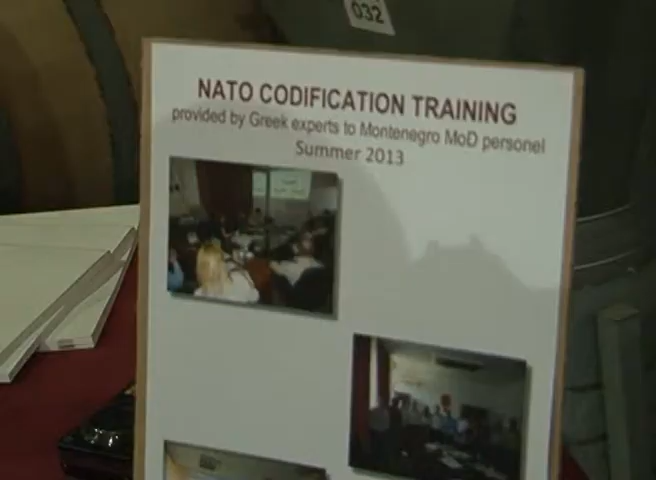 032
NATO CODIFICATION TRAINING
provided by Greek experts to Montenegro MoD personel
Summer 2013